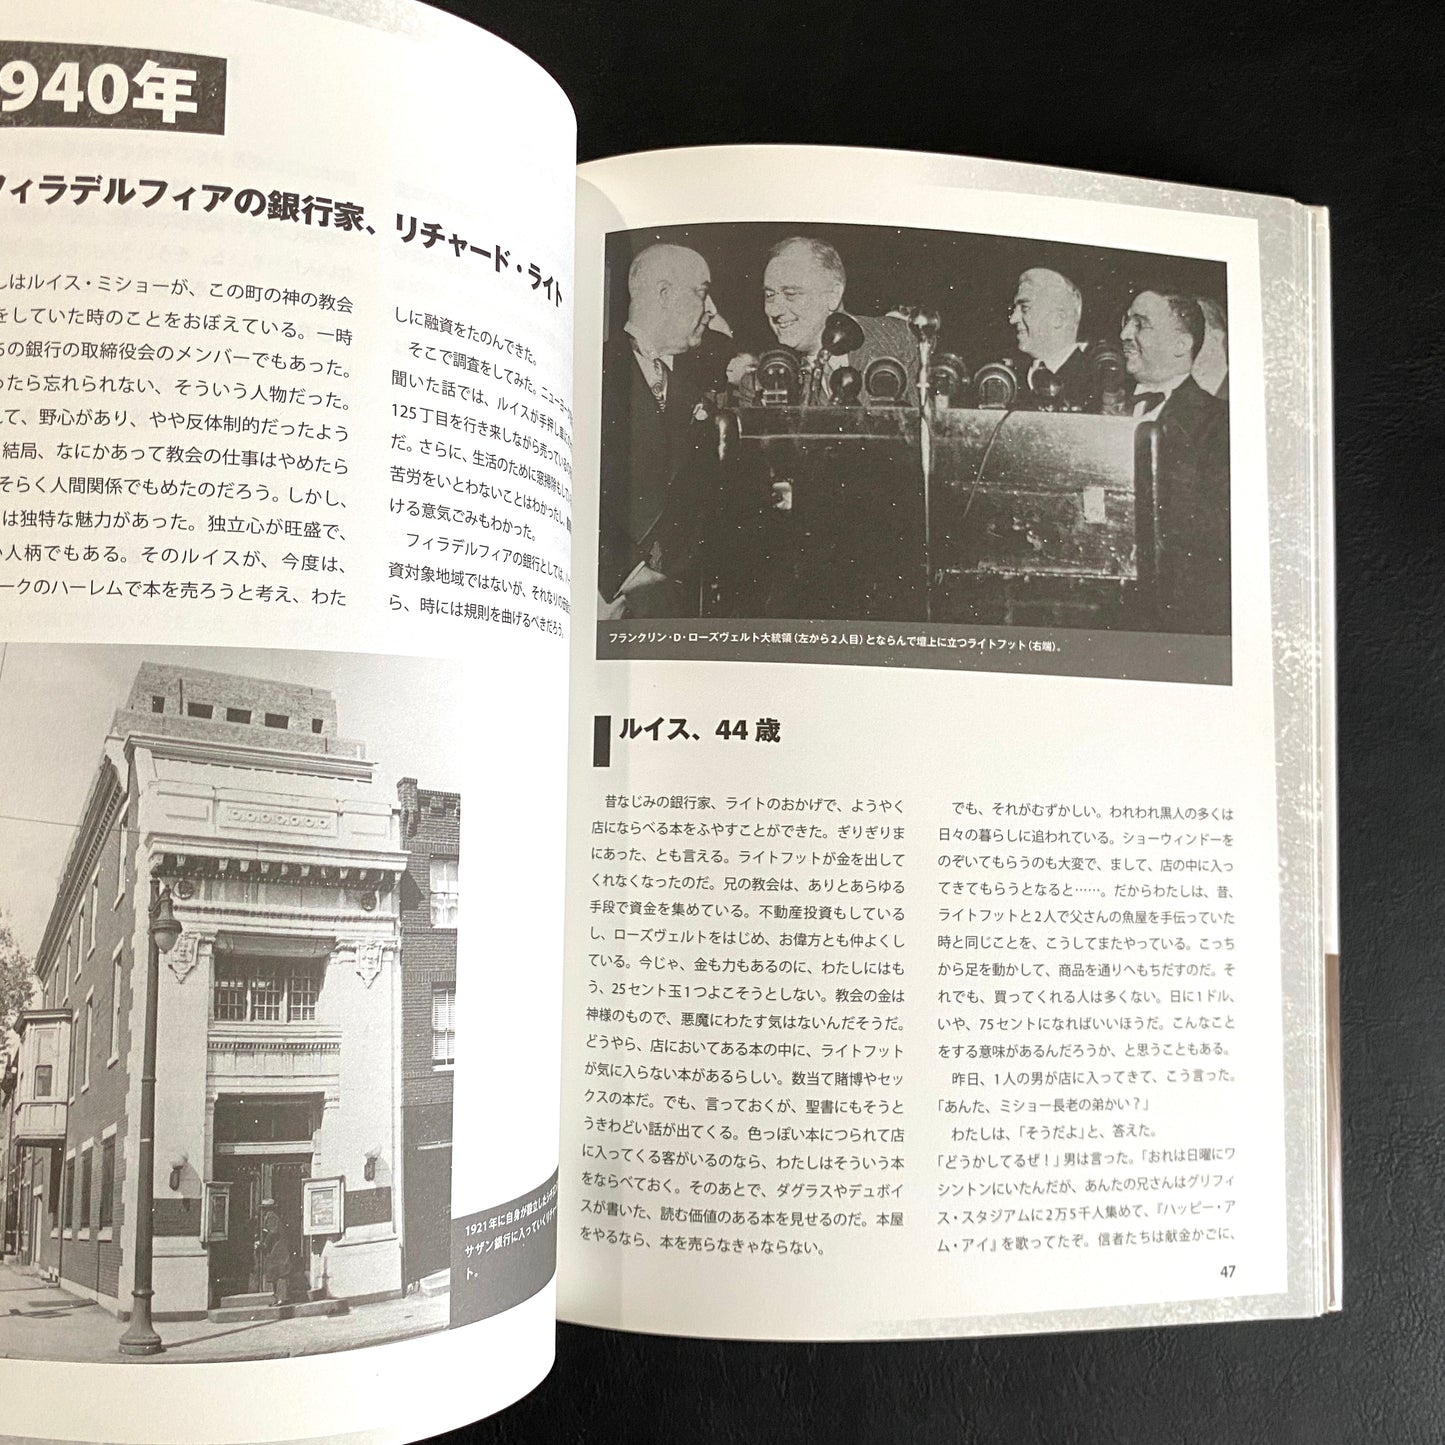 940年
フィラデルフィアの銀行家、リチャード・ライト
しはルイス・ミショーが、この町の神の教会
をしていた時のことをおぼえている。一時
ちの銀行の取締役会のメンバーでもあった。
ったら忘れられない、そういう人物だった。
して、野心があり、やや反体制的だったよう
結局、なにかあって教会の仕事はやめたら
そらく人間関係でもめたのだろう。しかし、
は独特な魅力があった。独立心が旺盛で、
い人柄でもある。そのルイスが、今度は、
ークのハーレムで本を売ろうと考え、わた
しに融資をたのんできた。
そこで調査をしてみた。ニューヨーク
聞いた話では、ルイスが手押し車に
125丁目を行き来しながら売っているの
だ。さらに、生活のために窓掃除もしてい
苦労をいとわないことはわかったし、
ける意気ごみもわかった。
フィラデルフィアの銀行としては、ハー
資対象地域ではないが、それなりの
ら、時には規則を曲げるべきだろう。
1921年に自身が設立した
サザン銀行に入っていくリチャー
ト。
フランクリン・D・ローズヴェルト大統領（左から2人目）とならんで壇上に立つライトフット（右端）。
ルイス、44歳
昔なじみの銀行家、ライトのおかげで、ようやく
店にならべる本をふやすことができた。ぎりぎりま
にあった、とも言える。ライトフットが金を出して
くれなくなったのだ。兄の教会は、ありとあらゆる
手段で資金を集めている。不動産投資もしている
し、ローズヴェルトをはじめ、お偉方とも仲よくし
ている。今じゃ、金も力もあるのに、わたしにはも
う、25セント玉1つよこそうとしない。教会の金は
神様のもので、悪魔にわたす気はないんだそうだ。
どうやら、店においてある本の中に、ライトフット
が気に入らない本があるらしい。数当て賭博やセッ
クスの本だ。でも、言っておくが、聖書にもそうと
うきわどい話が出てくる。色っぽい本につられて店
に入ってくる客がいるのなら、わたしはそういう本
をならべておく。そのあとで、ダグラスやデュボイ
スが書いた、読む価値のある本を見せるのだ。本屋
をやるなら、本を売らなきゃならない。
でも、それがむずかしい。われわれ黒人の多くは
日々の暮らしに追われている。ショーウィンドーを
のぞいてもらうのも大変で、まして、店の中に入っ
てきてもらうとなると……。だからわたしは、昔、
ライトフットと2人で父さんの魚屋を手伝っていた
時と同じことを、こうしてまたやっている。こっち
から足を動かして、商品を通りへもちだすのだ。そ
れでも、買ってくれる人は多くない。日に1ドル、
いや、75セントになればいいほうだ。こんなこと
をする意味があるんだろうか、と思うこともある。
昨日、1人の男が店に入ってきて、こう言った。
「あんた、ミショー長老の弟かい？」
わたしは、「そうだよ」と、答えた。
「どうかしてるぜ！」男は言った。「おれは日曜にワ
シントンにいたんだが、あんたの兄さんはグリフィ
ス・スタジアムに2万5千人集めて、『ハッピー・ア
ム・アイ』を歌ってたぞ。信者たちは献金かごに、
47